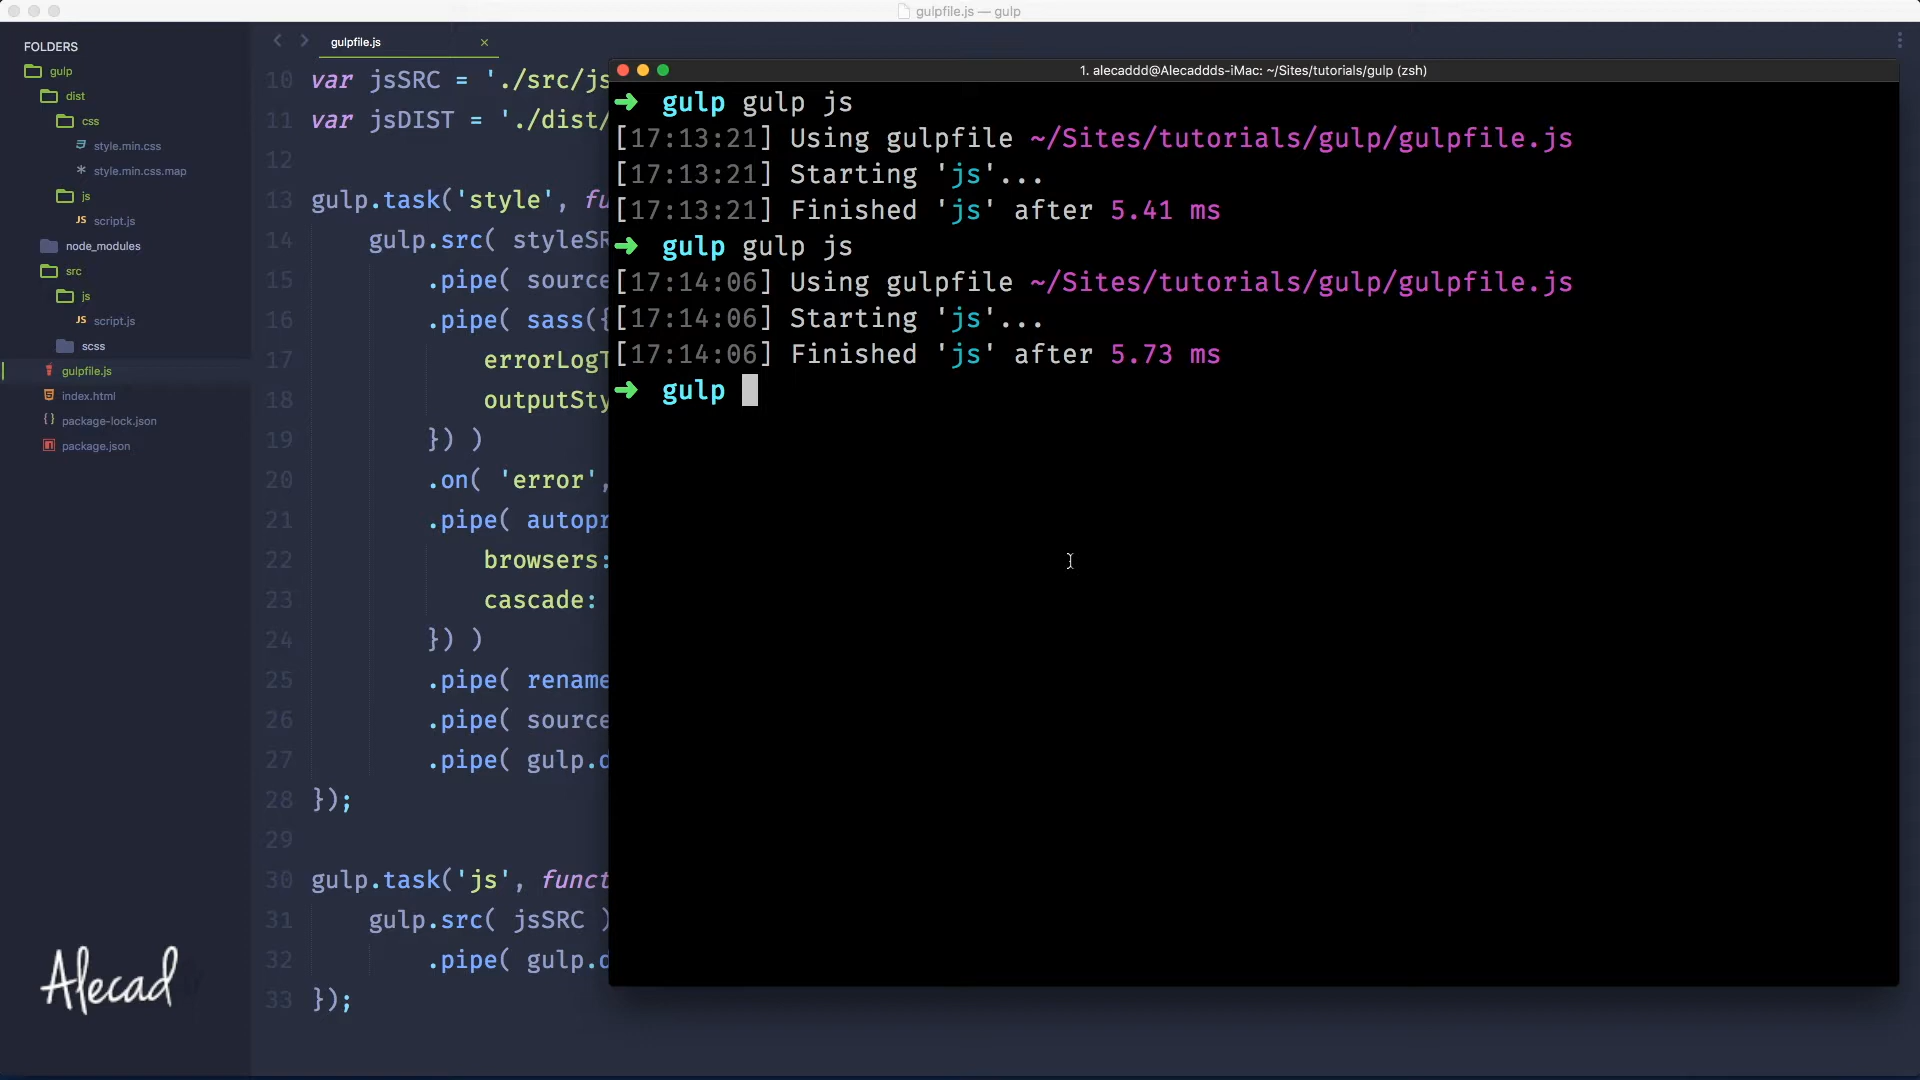 gulpfile.js — gulp
FOLDERS
gulp
dist
css
style.min.css
style.min.css.map
js
script.js
node_modules
src
js
script.js
scss
gulpfile.js
index.html
package-lock.json
package.json
gulpfile.js
10 var jsSRC = './src/js
11 var jsDIST = './dist/
12
13 gulp.task('style', fu
14 gulp.src( styleSR
15 .pipe( source
16 .pipe( sass({
17 errorLogT
18 outputSty
19 }) )
20 .on( 'error',
21 .pipe( autopr
22 browsers:
23 cascade:
24 }) )
25 .pipe( rename
26 .pipe( source
27 .pipe( gulp.d
28 });
29
30 gulp.task('js', funct
31 gulp.src( jsSRC )
32 .pipe( gulp.d
33 });
1. alecaddd@Alecaddds-iMac: ~/Sites/tutorials/gulp (zsh)
➜ gulp gulp js
[17:13:21] Using gulpfile ~/Sites/tutorials/gulp/gulpfile.js
[17:13:21] Starting 'js'...
[17:13:21] Finished 'js' after 5.41 ms
➜ gulp gulp js
[17:14:06] Using gulpfile ~/Sites/tutorials/gulp/gulpfile.js
[17:14:06] Starting 'js'...
[17:14:06] Finished 'js' after 5.73 ms
➜ gulp
Alecad